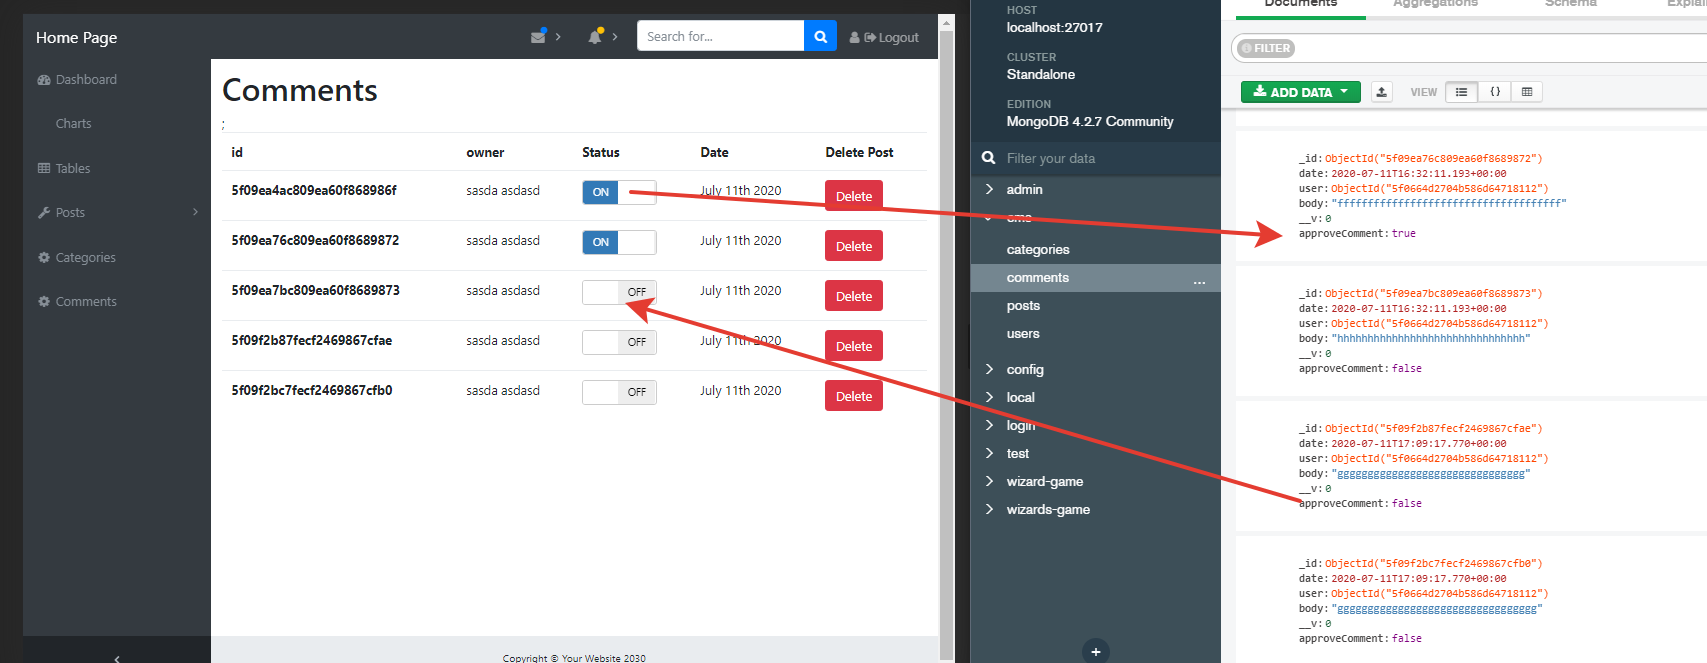 Home Page
Search for...
Logout
Dashboard
Charts
Tables
Posts
Categories
Comments
Comments
;
id owner Status Date Delete Post
5f09ea4ac809ea60f868986f sasda asdasd ON July 11th 2020 Delete
5f09ea76c809ea60f8689872 sasda asdasd ON July 11th 2020 Delete
5f09ea7bc809ea60f8689873 sasda asdasd OFF July 11th 2020 Delete
5f09f2b87fecf2469867cfae sasda asdasd OFF July 11th 2020 Delete
5f09f2bc7fecf2469867cfb0 sasda asdasd OFF July 11th 2020 Delete
Copyright © Your Website 2030
HOST
localhost:27017
CLUSTER
Standalone
EDITION
MongoDB 4.2.7 Community
Filter your data
admin
cms
categories
comments ...
posts
users
config
local
login
test
wizard-game
wizards-game
Documents Aggregations Schema Explai
FILTER
ADD DATA VIEW {}
_id:ObjectId("5f09ea76c809ea60f8689872")
date:2020-07-11T16:32:11.193+00:00
user:ObjectId("5f0664d2704b586d64718112")
body:"fffffffffffffffffffffffffffffffffffff"
__v:0
approveComment:true
_id:ObjectId("5f09ea7bc809ea60f8689873")
date:2020-07-11T16:32:11.193+00:00
user:ObjectId("5f0664d2704b586d64718112")
body:"hhhhhhhhhhhhhhhhhhhhhhhhhhhhhhh"
__v:0
approveComment:false
_id:ObjectId("5f09f2b87fecf2469867cfae")
date:2020-07-11T17:09:17.770+00:00
user:ObjectId("5f0664d2704b586d64718112")
body:"ggggggggggggggggggggggggggggggg"
__v:0
approveComment:false
_id:ObjectId("5f09f2bc7fecf2469867cfb0")
date:2020-07-11T17:09:17.770+00:00
user:ObjectId("5f0664d2704b586d64718112")
body:"ggggggggggggggggggggggggggggggggg"
__v:0
approveComment:false